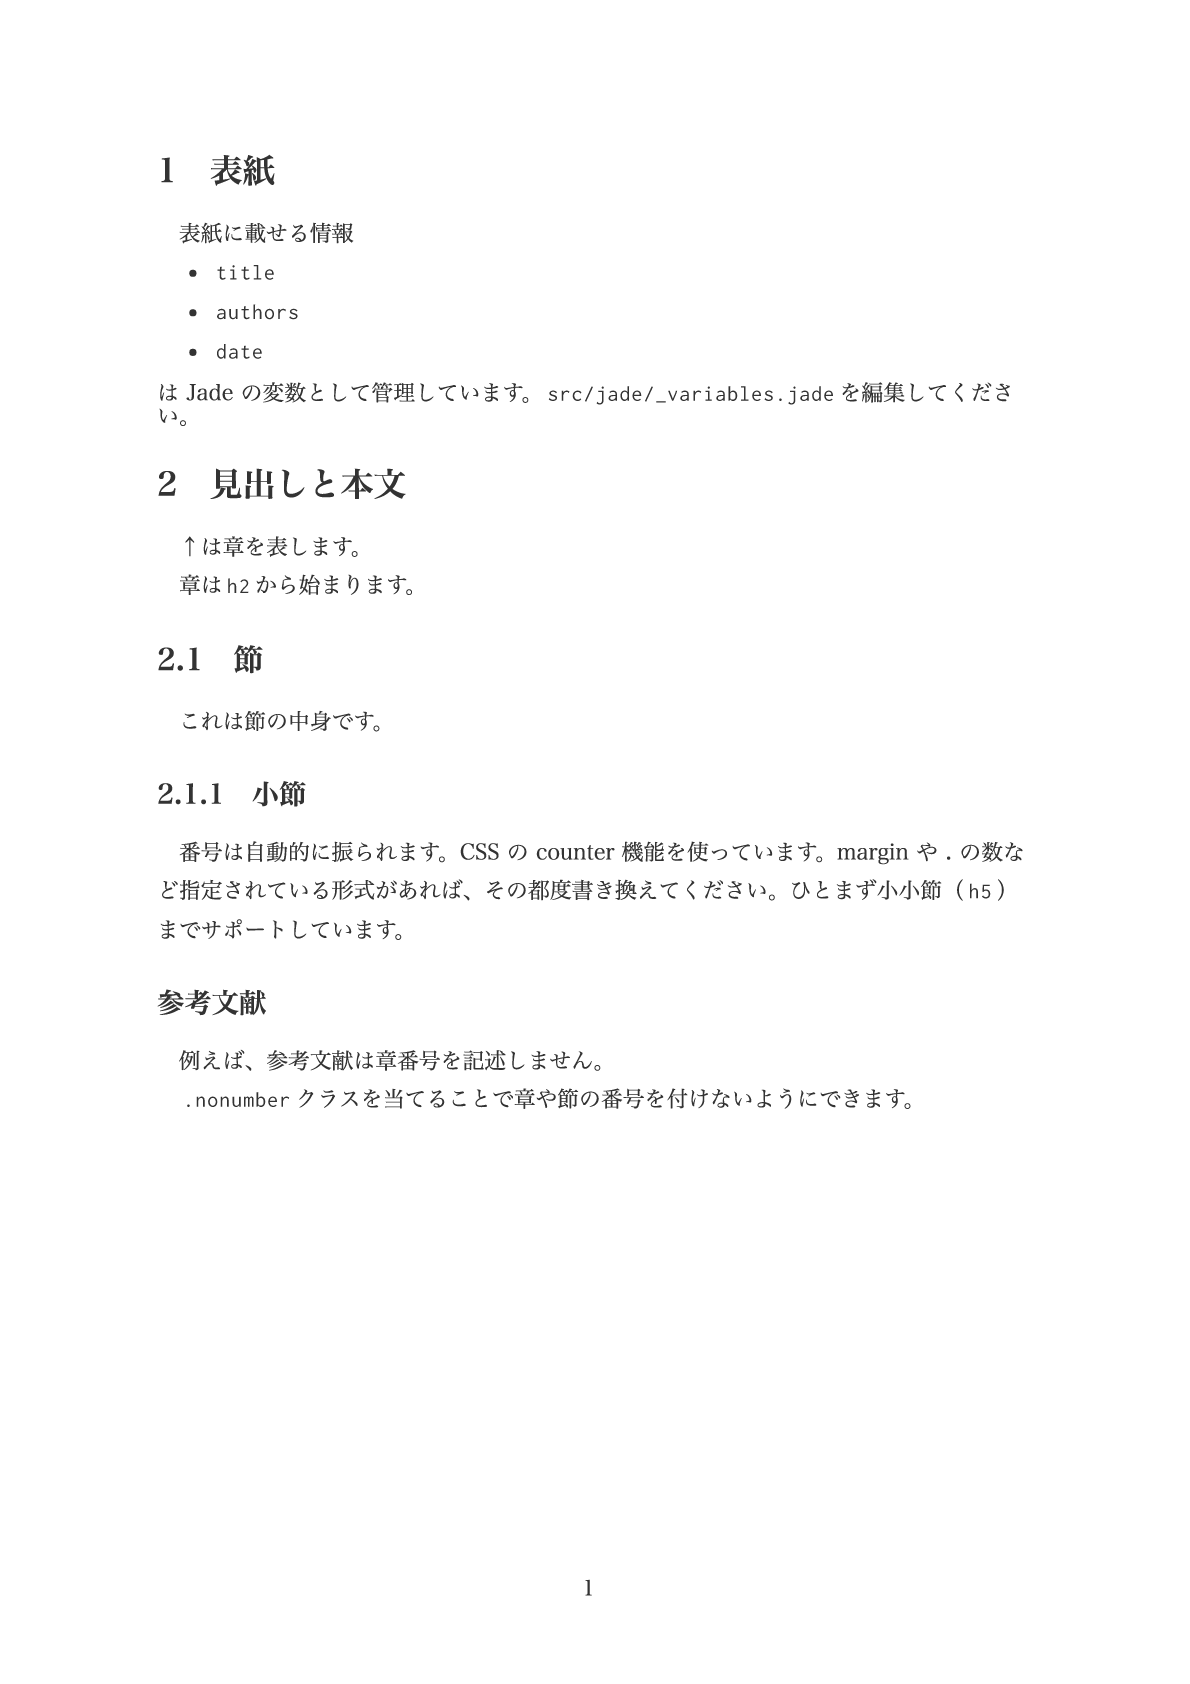 1　表紙
表紙に載せる情報
• title
• authors
• date
は Jade の変数として管理しています。 src/jade/_variables.jade を編集してくださ
い。
2　見出しと本文
↑は章を表します。
章は h2 から始まります。
2.1　節
これは節の中身です。
2.1.1　小節
番号は自動的に振られます。CSS の counter 機能を使っています。margin や . の数な
ど指定されている形式があれば、その都度書き換えてください。ひとまず小小節（ h5 ）
までサポートしています。
参考文献
例えば、参考文献は章番号を記述しません。
.nonumber クラスを当てることで章や節の番号を付けないようにできます。
1